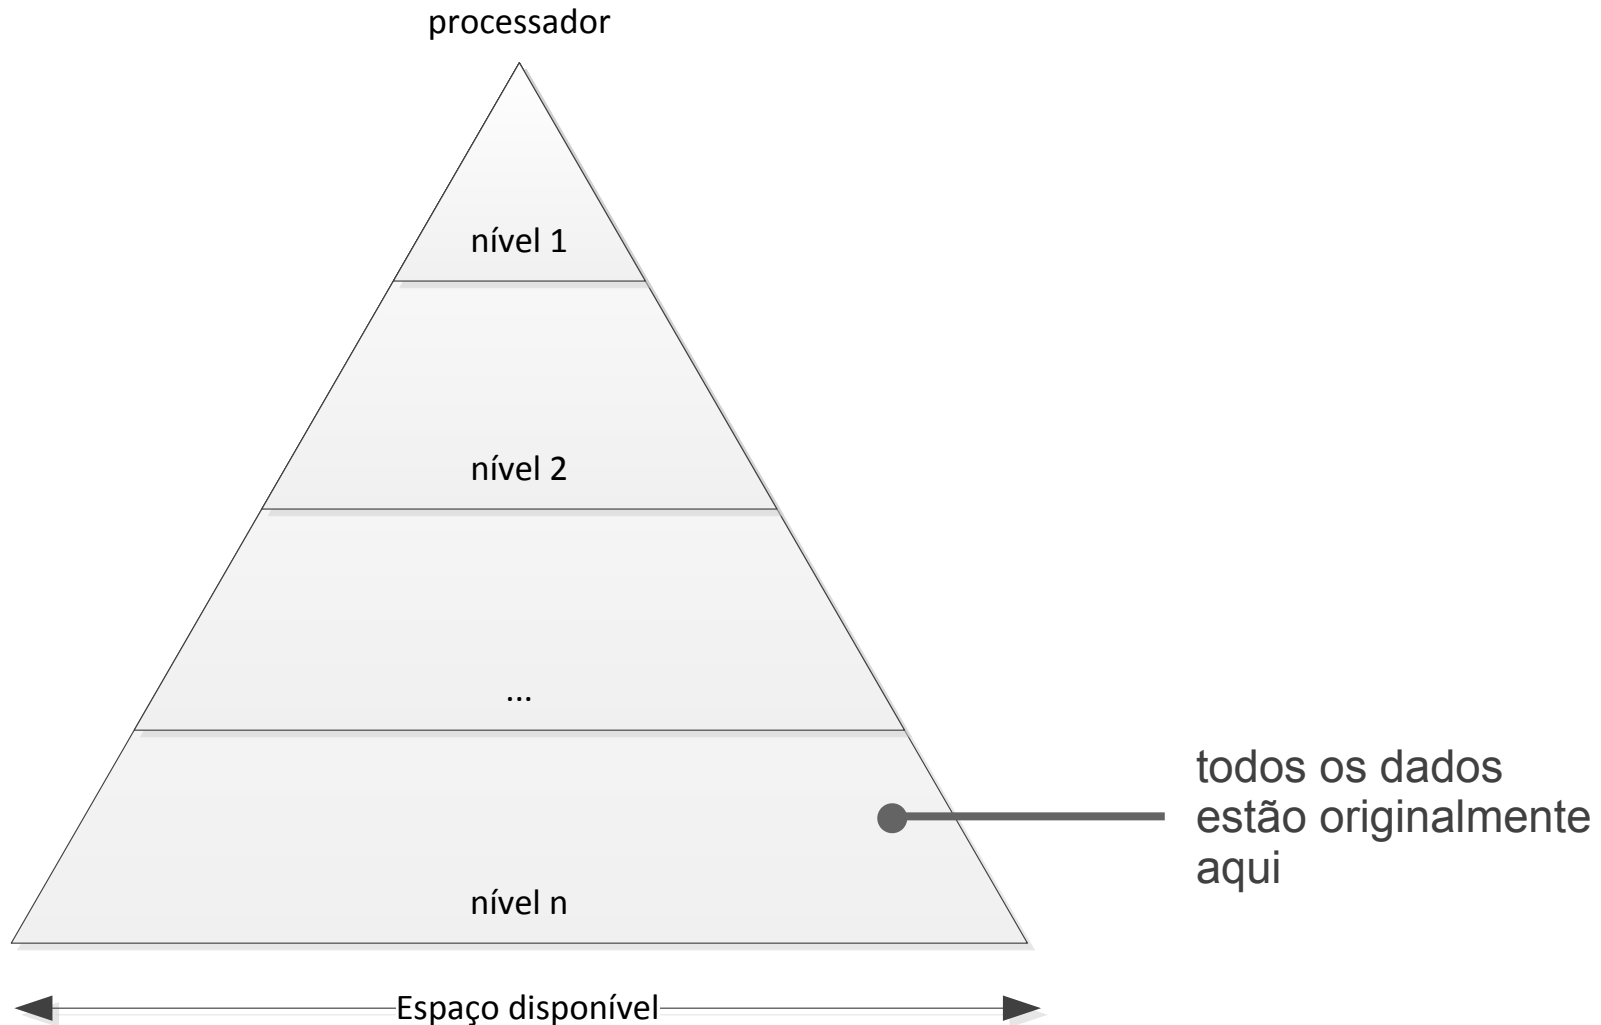 processador
nível 1
nível 2
...
nível n
todos os dados
estão originalmente
aqui
Espaço disponível